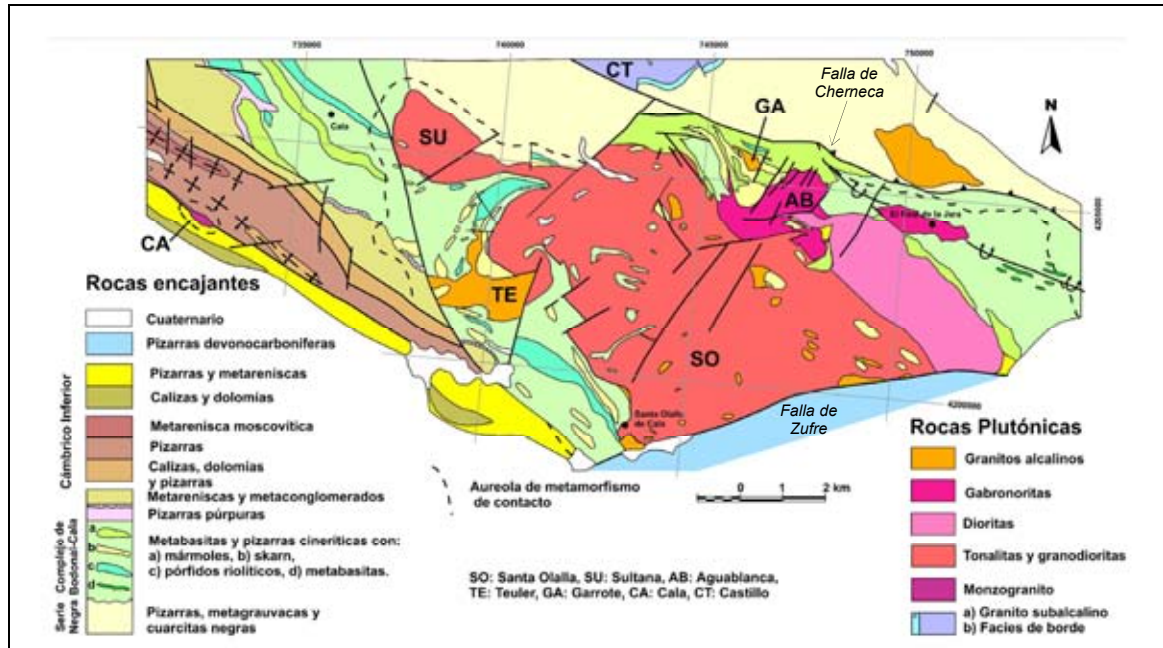 735000
740000
745000
750000
CT
Falla de
Cherneca
GA
N
Cala
SU
AB
El Real de la Jara
4205000
CA
TE
SO
Rocas encajantes
Cuaternario
Pizarras devonocarboníferas
Cámbrico Inferior
Pizarras y metareniscas
Calizas y dolomías
Metarenisca moscovítica
Pizarras
Calizas, dolomías
y pizarras
Metareniscas y metaconglomerados
Pizarras púrpuras
Complejo de
Bodonal-Cala
a
b
c
d
Metabasitas y pizarras cineríticas con:
a) mármoles, b) skarn,
c) pórfidos riolíticos, d) metabasitas.
Serie
Negra
Pizarras, metagrauvacas y
cuarcitas negras
Santa Olalla
de Cala
Falla de
Zufre
4200000
Aureola de metamorfismo
de contacto
0 1 2 km
SO: Santa Olalla, SU: Sultana, AB: Aguablanca,
TE: Teuler, GA: Garrote, CA: Cala, CT: Castillo
Rocas Plutónicas
Granitos alcalinos
Gabronoritas
Dioritas
Tonalitas y granodioritas
Monzogranito
a) Granito subalcalino
b) Facies de borde